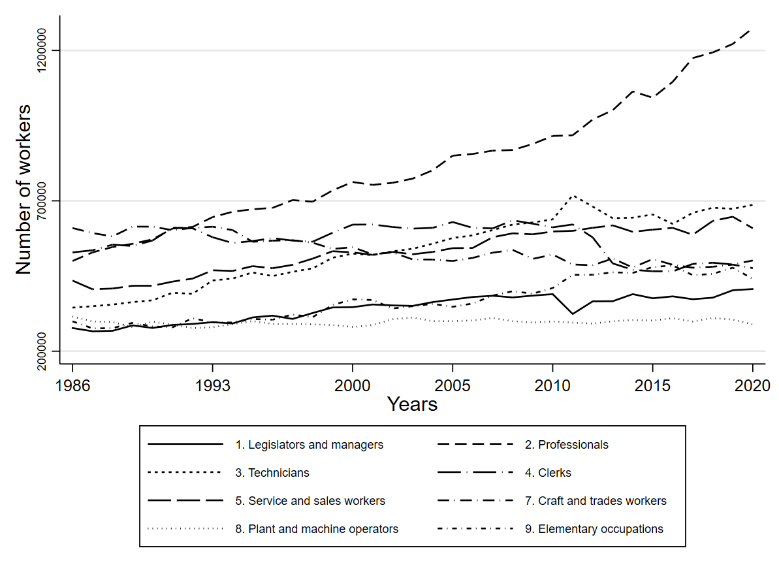 Number of workers
1200000
700000
200000
1986 1993 2000 2005 2010 2015 2020
Years
1. Legislators and managers 2. Professionals
3. Technicians 4. Clerks
5. Service and sales workers 7. Craft and trades workers
8. Plant and machine operators 9. Elementary occupations